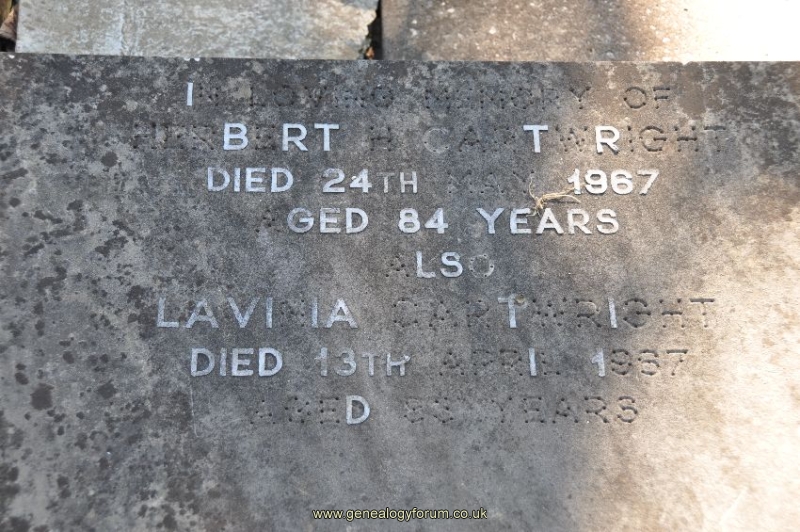 IN LOVING MEMORY OF
HERBERT H CARTWRIGHT
DIED 24TH MAY 1967
AGED 84 YEARS
ALSO
LAVINIA CARTWRIGHT
DIED 13TH APRIL 1967
AGED YEARS
www.genealogyforum.co.uk